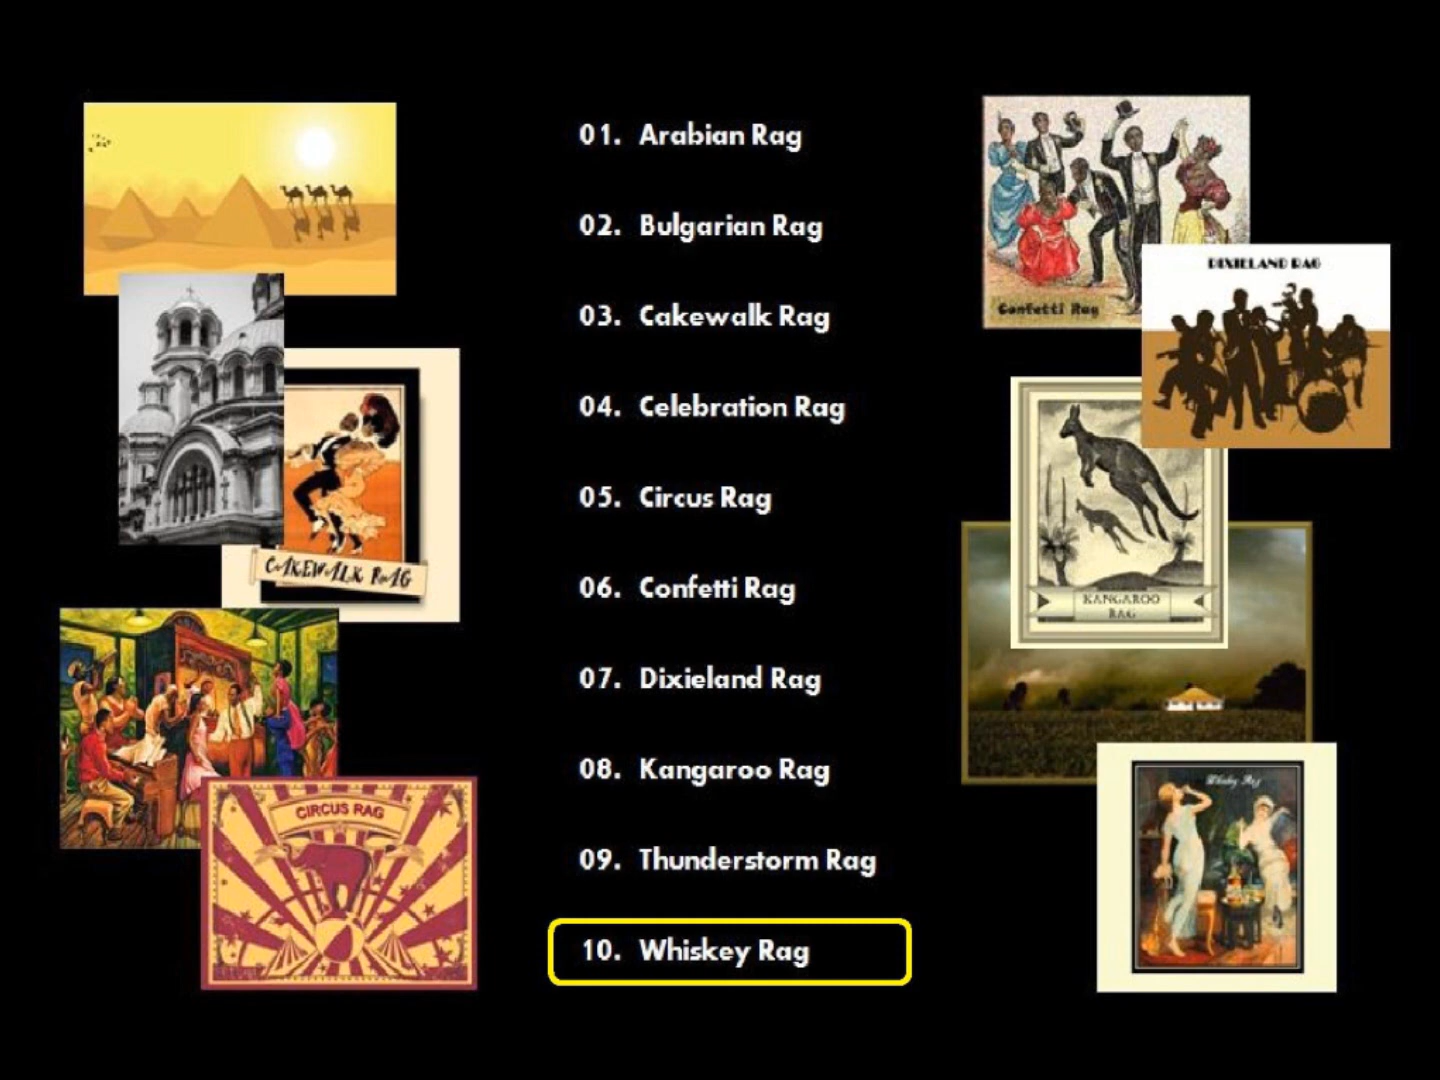 01. Arabian Rag
02. Bulgarian Rag
03. Cakewalk Rag
04. Celebration Rag
05. Circus Rag
06. Confetti Rag
07. Dixieland Rag
08. Kangaroo Rag
09. Thunderstorm Rag
10. Whiskey Rag
CAKEWALK RAG
CIRCUS RAG
Confetti Rag
DIXIELAND RAG
KANGAROO
RAG
Whiskey Rag